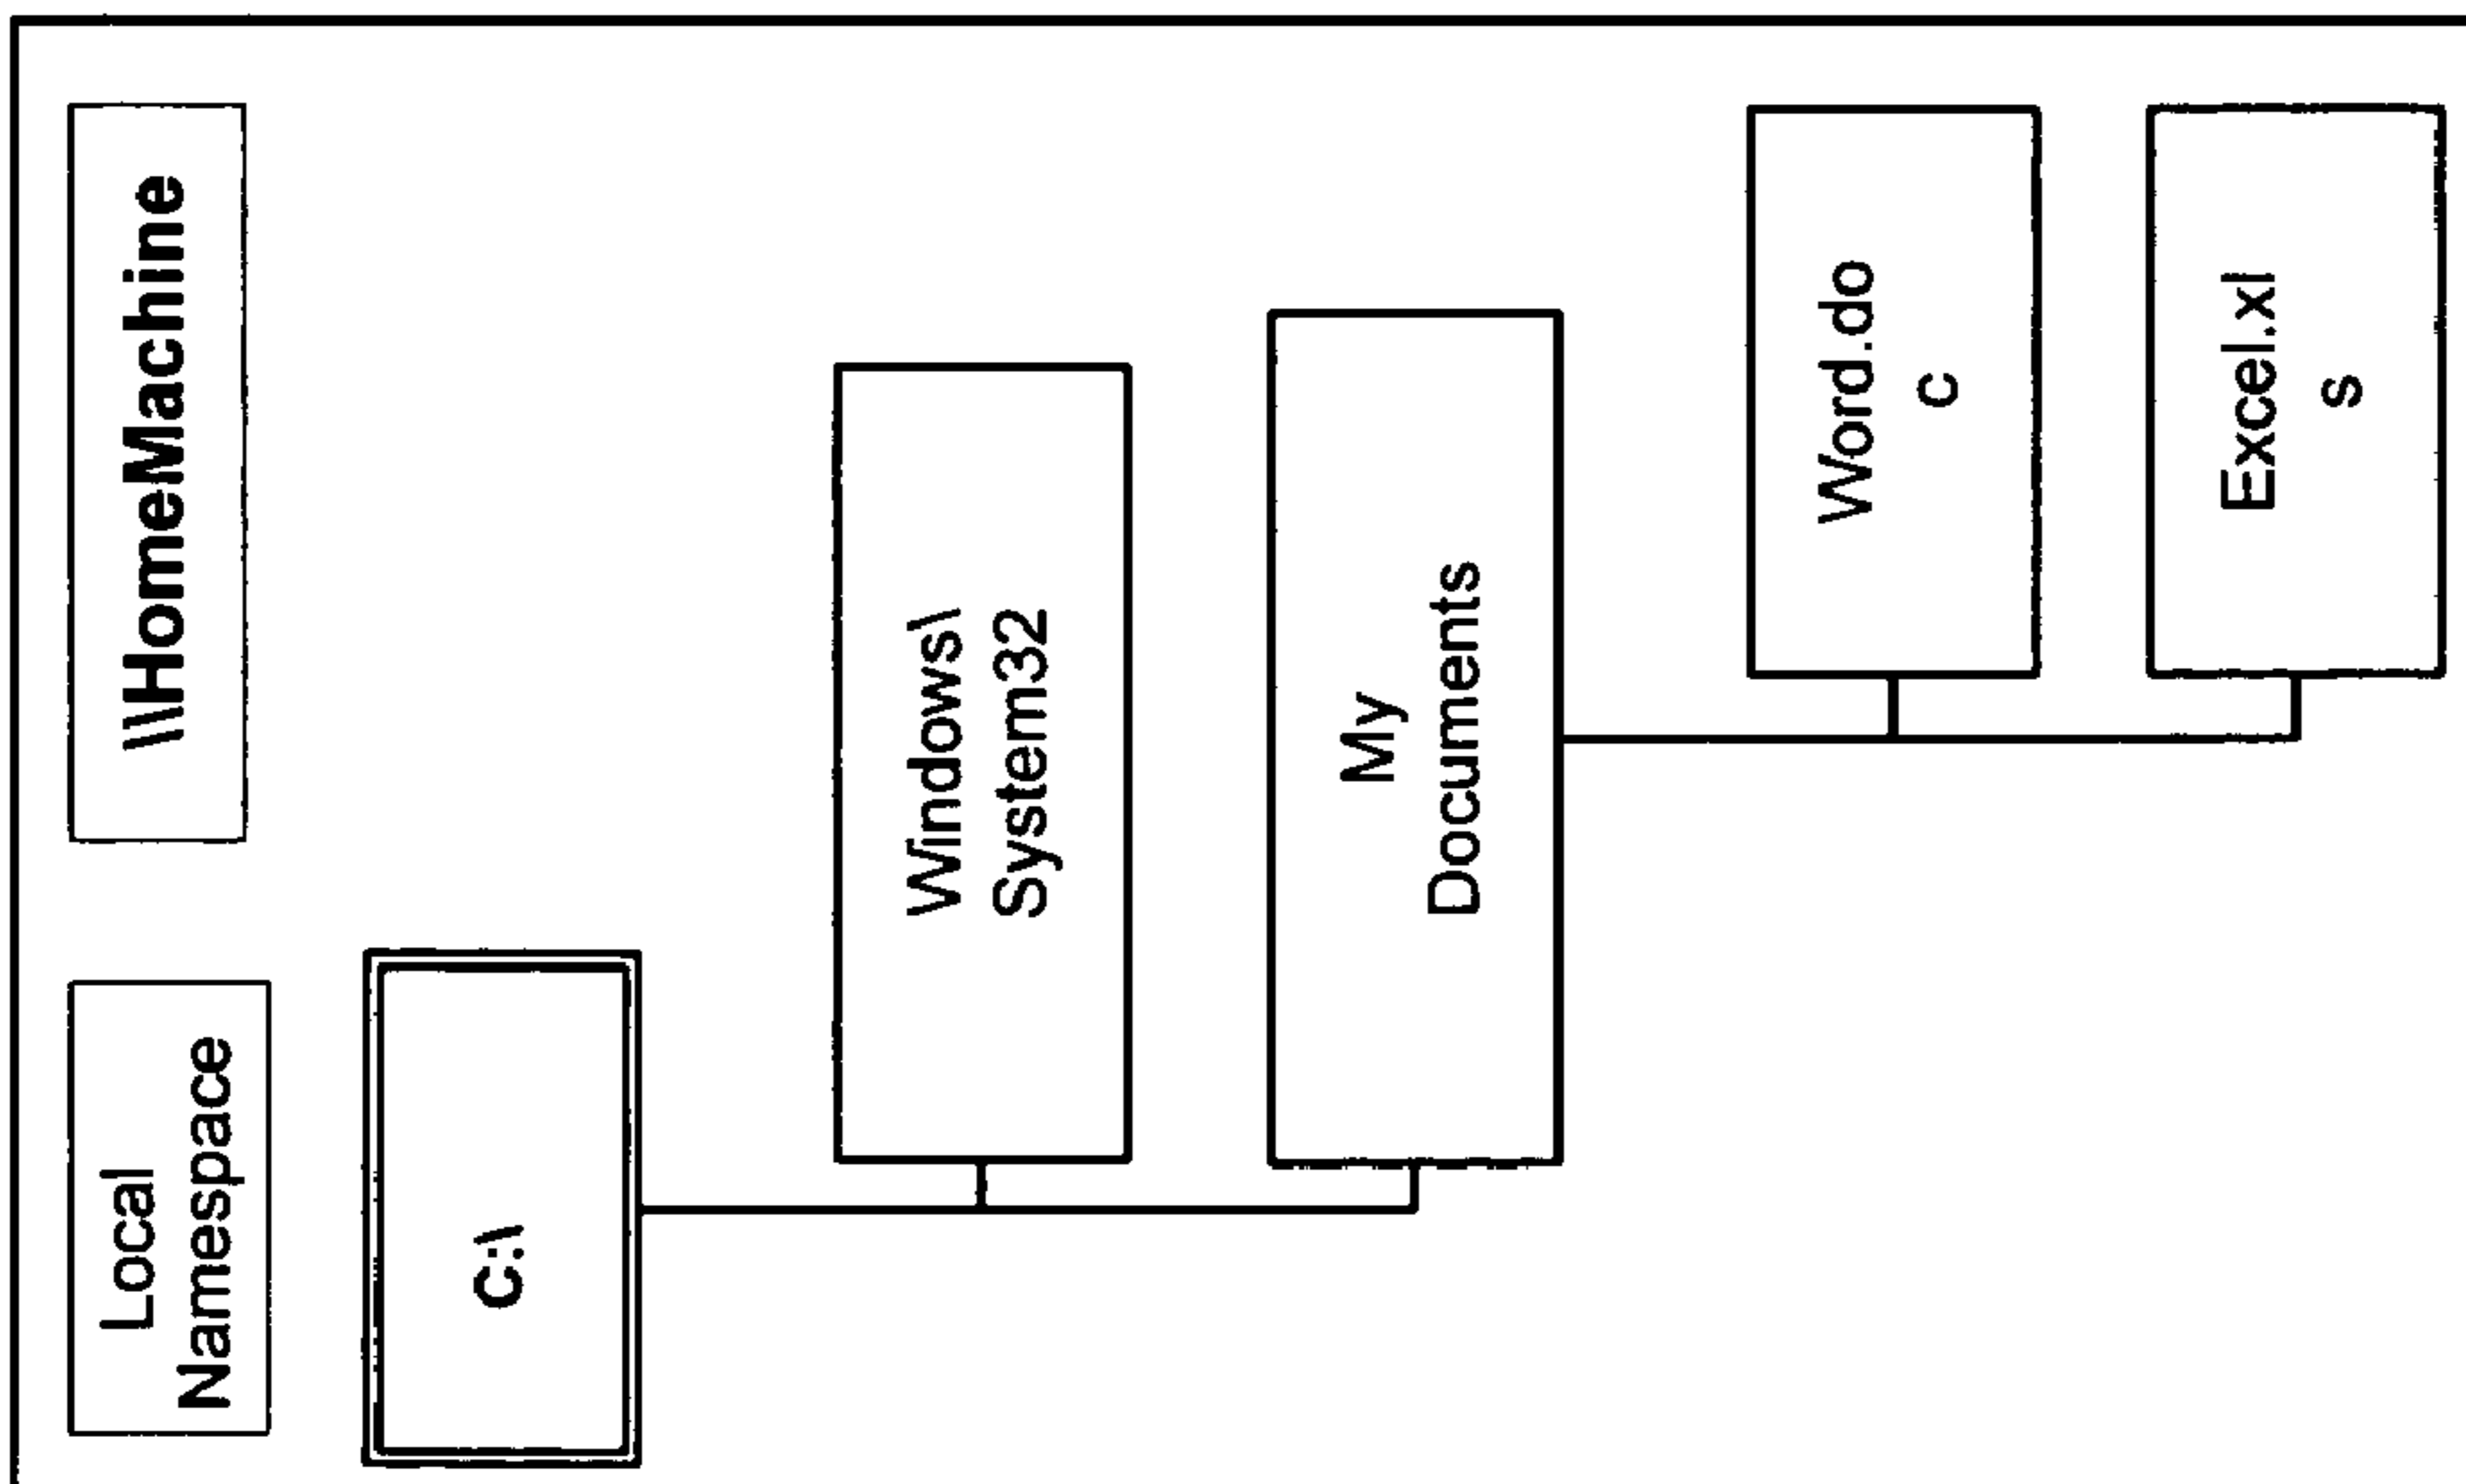 Local
Namespace
\\HomeMachine
C:\
Windows\
System32
My
Documents
Word.do
c
Excel.xl
s